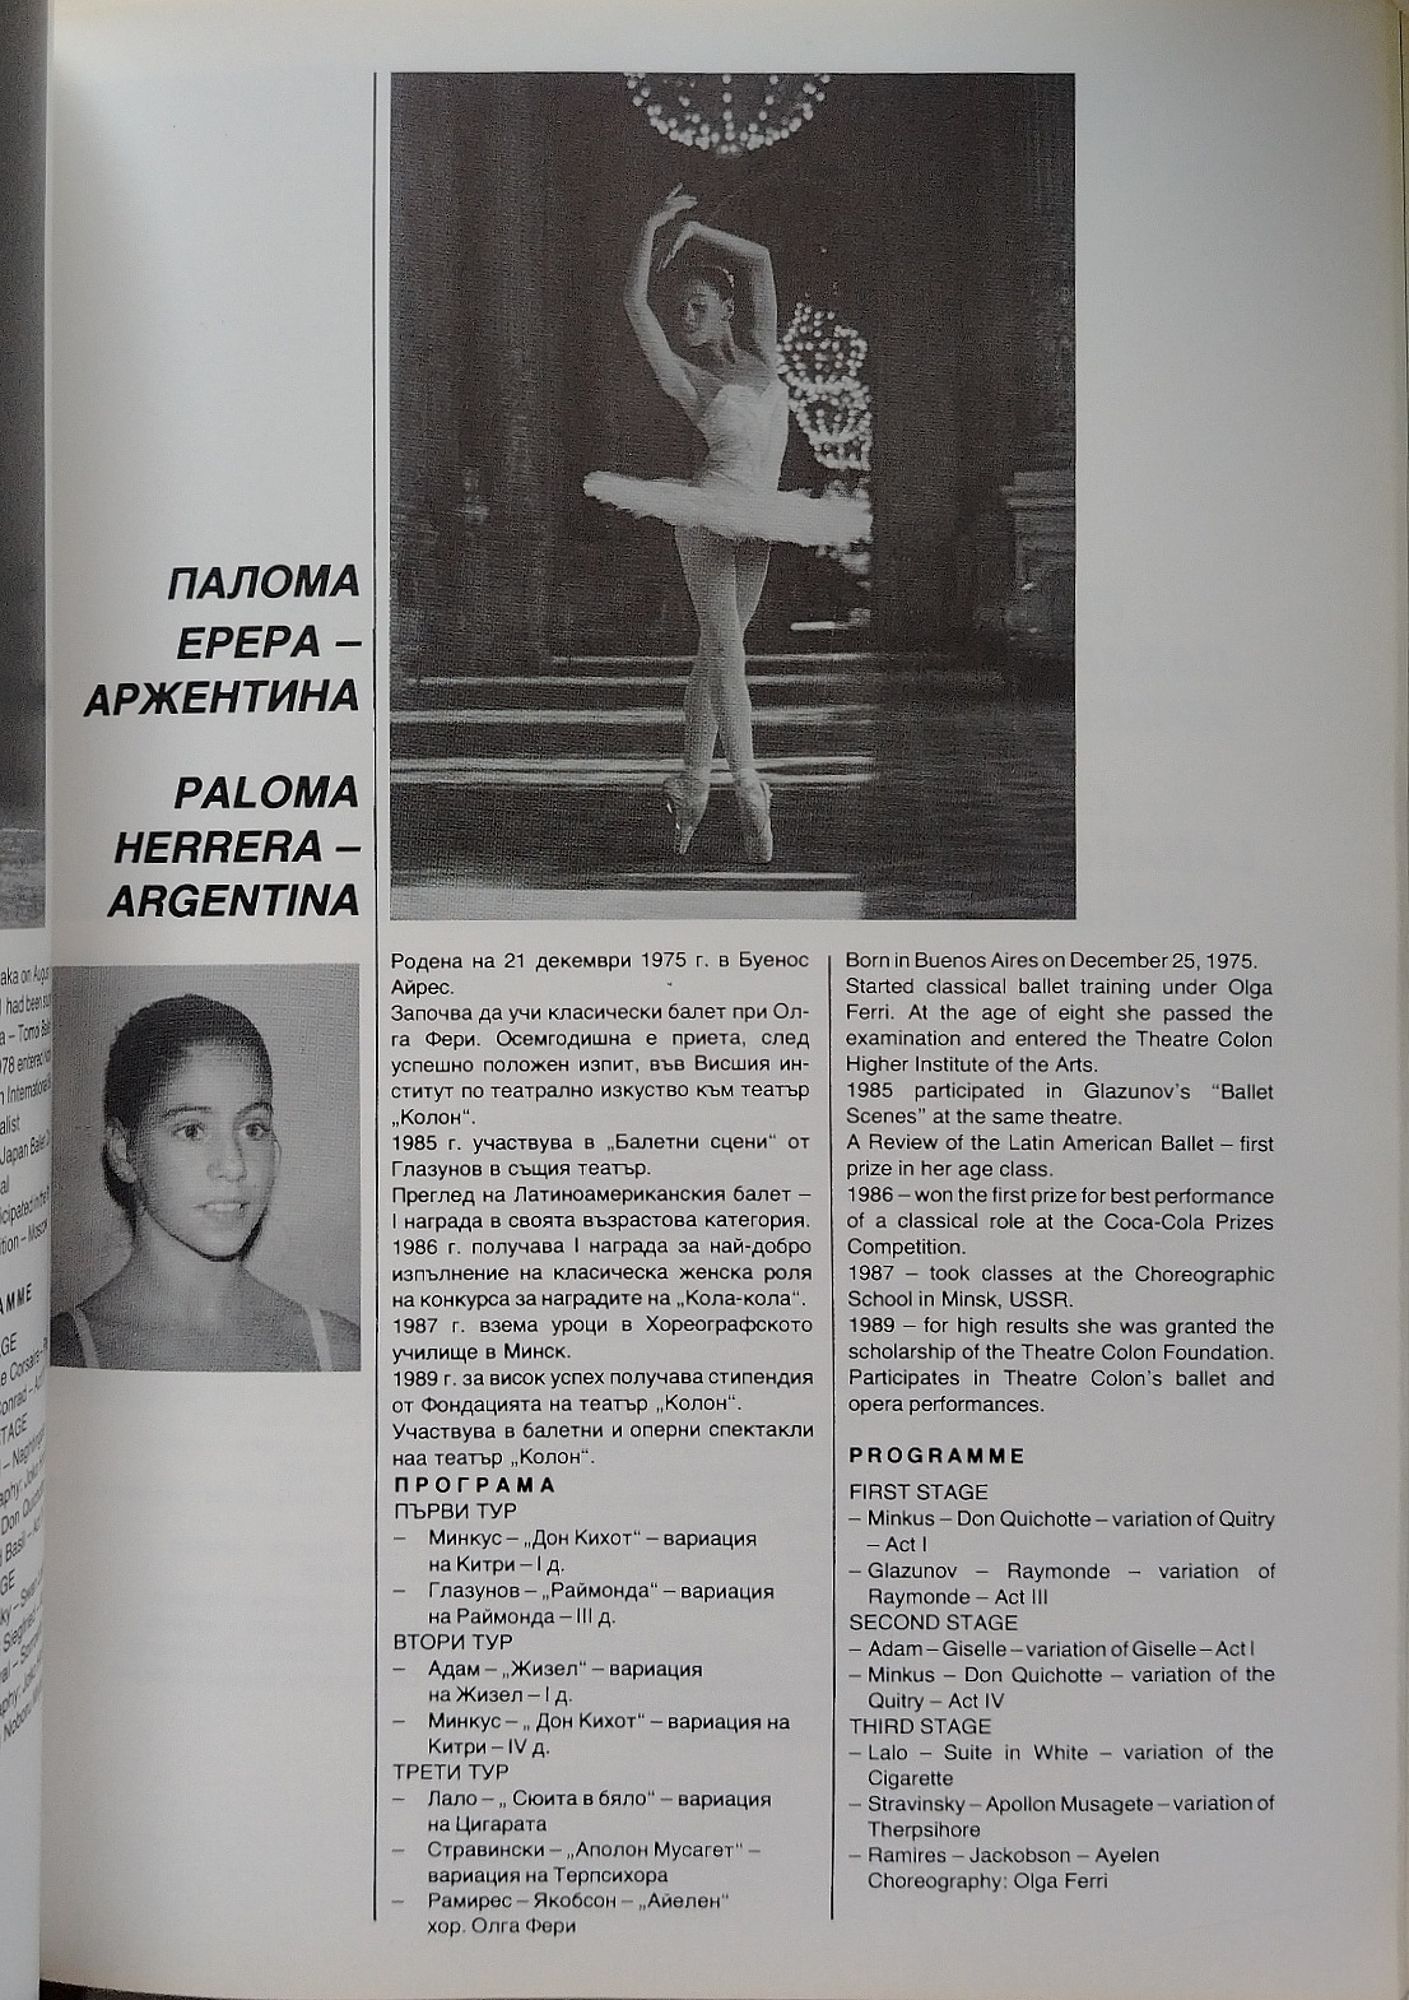 ПАЛОМА
ЕРЕРА –
АРЖЕНТИНА
PALOMA
HERRERA –
ARGENTINA
Родена на 21 декември 1975 г. в Буенос
Айрес.
Започва да учи класически балет при Ол-
га Фери. Осемгодишна е приета, след
успешно положен изпит, във Висшия ин-
ститут по театрално изкуство към театър
„Колон“.
1985 г. участвува в „Балетни сцени“ от
Глазунов в същия театър.
Преглед на Латиноамериканския балет –
I награда в своята възрастова категория.
1986 г. получава I награда за най-добро
изпълнение на класическа женска роля
на конкурса за наградите на „Кола-кола“.
1987 г. взема уроци в Хореографското
училище в Минск.
1989 г. за висок успех получава стипендия
от Фондацията на театър „Колон“.
Участвува в балетни и оперни спектакли
наа театър „Колон“.
ПРОГРАМА
ПЪРВИ ТУР
– Минкус – „Дон Кихот“ – вариация
на Китри – I д.
– Глазунов – „Раймонда“ – вариация
на Раймонда – III д.
ВТОРИ ТУР
– Адам – „Жизел“ – вариация
на Жизел – I д.
– Минкус – „ Дон Кихот“ – вариация на
Китри – IV д.
ТРЕТИ ТУР
– Лало – „ Сюита в бяло“ – вариация
на Цигарата
– Стравински – „Аполон Мусагет“ –
вариация на Терпсихора
– Рамирес – Якобсон – „Айелен“
хор. Олга Фери
Born in Buenos Aires on December 25, 1975.
Started classical ballet training under Olga
Ferri. At the age of eight she passed the
examination and entered the Theatre Colon
Higher Institute of the Arts.
1985 participated in Glazunov's “Ballet
Scenes” at the same theatre.
A Review of the Latin American Ballet – first
prize in her age class.
1986 – won the first prize for best performance
of a classical role at the Coca-Cola Prizes
Competition.
1987 – took classes at the Choreographic
School in Minsk, USSR.
1989 – for high results she was granted the
scholarship of the Theatre Colon Foundation.
Participates in Theatre Colon's ballet and
opera performances.
PROGRAMME
FIRST STAGE
– Minkus – Don Quichotte – variation of Quitry
– Act I
– Glazunov – Raymonde – variation of
Raymonde – Act III
SECOND STAGE
– Adam – Giselle – variation of Giselle – Act I
– Minkus – Don Quichotte – variation of the
Quitry – Act IV
THIRD STAGE
– Lalo – Suite in White – variation of the
Cigarette
– Stravinsky – Apollon Musagete – variation of
Therpsihore
– Ramires – Jackobson – Ayelen
Choreography: Olga Ferri